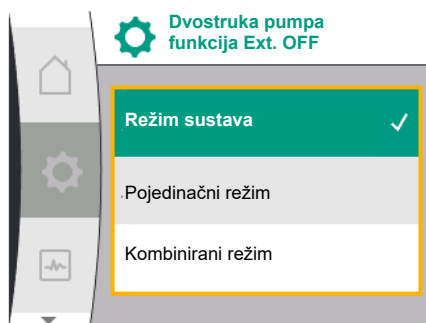 Dvostruka pumpa
funkcija Ext. OFF
Režim sustava
Pojedinačni režim
Kombinirani režim